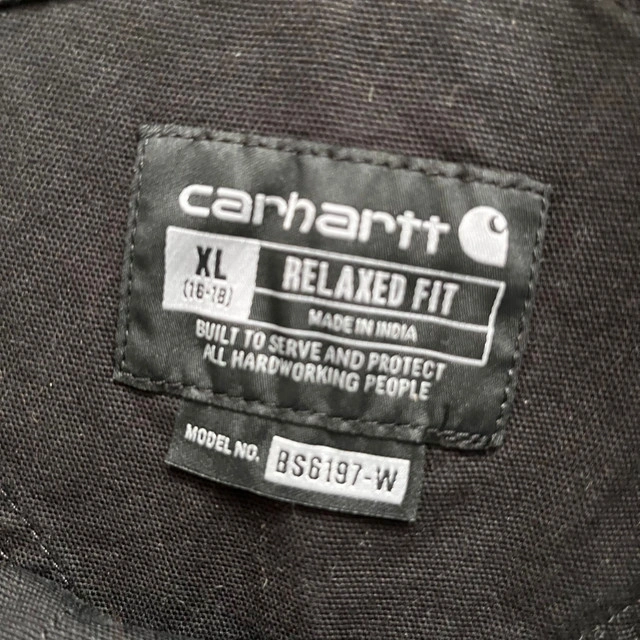 carhartt
XL
(16-18)
RELAXED FIT
MADE IN INDIA
BUILT TO SERVE AND PROTECT
ALL HARDWORKING PEOPLE
MODEL NO. BS6197-W